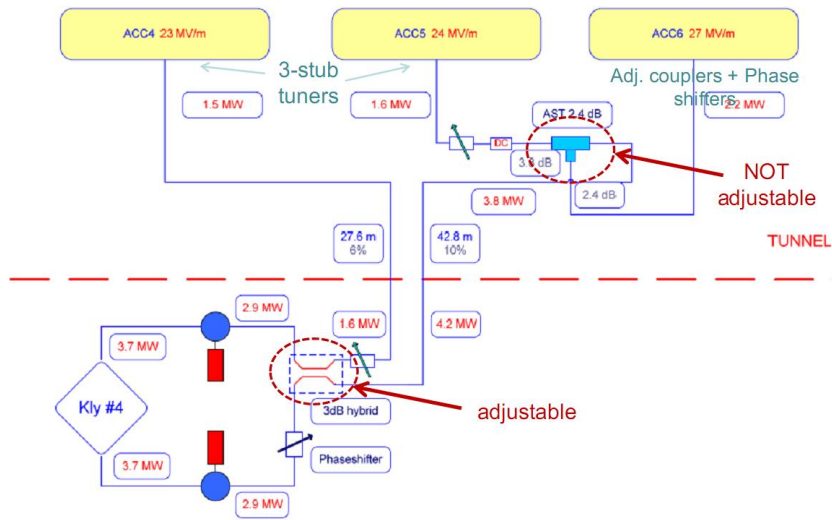 ACC4 23 MV/m
ACC5 24 MV/m
ACC6 27 MV/m
3-stub
tuners
Adj. couplers + Phase
shifters
1.5 MW
1.6 MW
2.2 MW
AST 2.4 dB
DC
3.8 dB
NOT
adjustable
2.4 dB
3.8 MW
27.6 m
6%
42.8 m
10%
TUNNEL
2.9 MW
1.6 MW
4.2 MW
3.7 MW
Kly #4
3dB hybrid
adjustable
Phaseshifter
3.7 MW
2.9 MW